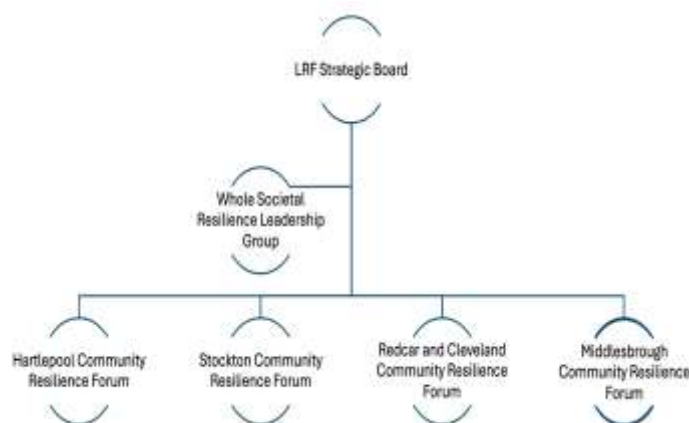 LRF Strategic Board
Whole Societal
Resilience Leadership
Group
Hartlepool Community
Resilience Forum
Stockton Community
Resilience Forum
Redcar and Cleveland
Community Resilience
Forum
Middlesbrough
Community Resilience
Forum